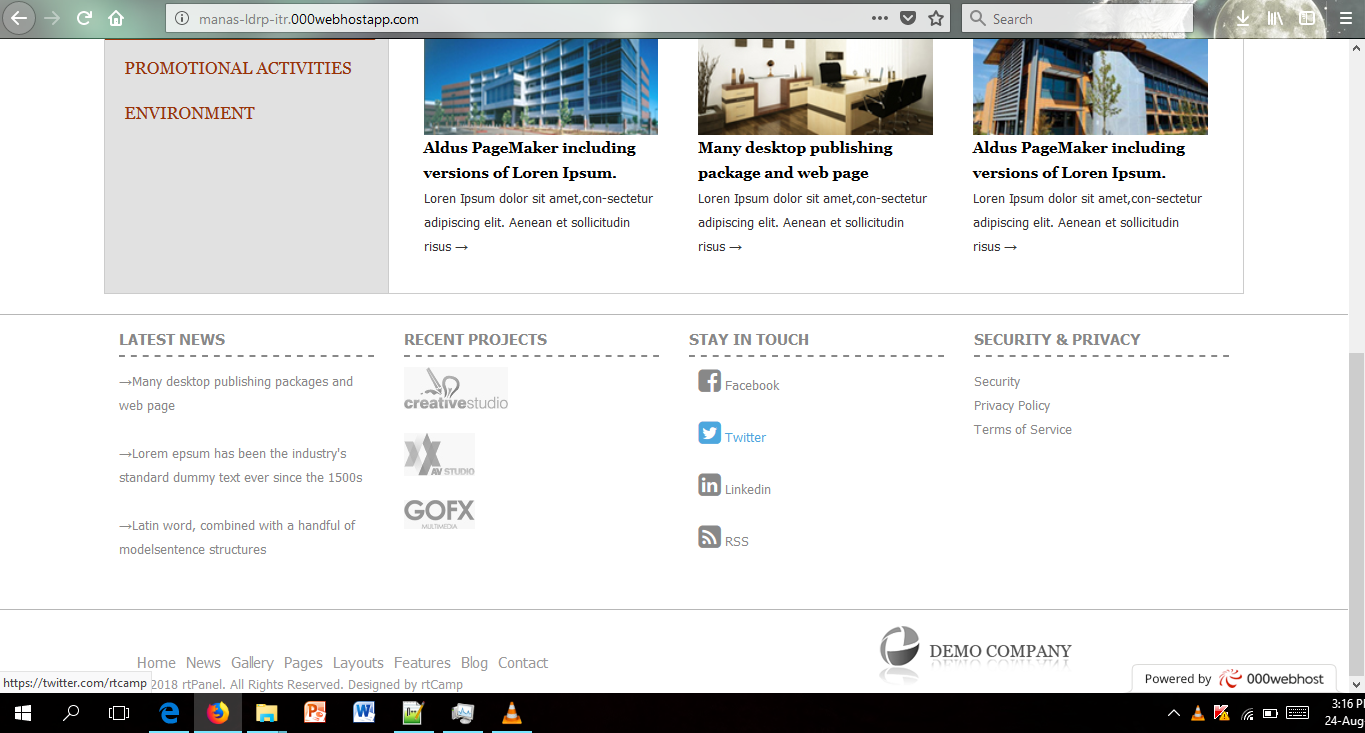 manas-ldrp-itr.000webhostapp.com
Search
PROMOTIONAL ACTIVITIES
ENVIRONMENT
Aldus PageMaker including
versions of Loren Ipsum.
Loren Ipsum dolor sit amet,con-sectetur
adipiscing elit. Aenean et sollicitudin
risus →
Many desktop publishing
package and web page
Loren Ipsum dolor sit amet,con-sectetur
adipiscing elit. Aenean et sollicitudin
risus →
Aldus PageMaker including
versions of Loren Ipsum.
Loren Ipsum dolor sit amet,con-sectetur
adipiscing elit. Aenean et sollicitudin
risus →
LATEST NEWS
→Many desktop publishing packages and
web page
→Lorem epsum has been the industry's
standard dummy text ever since the 1500s
→Latin word, combined with a handful of
modelsentence structures
RECENT PROJECTS
creativestudio
AV STUDIO
GOFX
MULTIMEDIA
STAY IN TOUCH
Facebook
Twitter
Linkedin
RSS
SECURITY & PRIVACY
Security
Privacy Policy
Terms of Service
Home News Gallery Pages Layouts Features Blog Contact
2018 rtPanel. All Rights Reserved. Designed by rtCamp
DEMO COMPANY
Powered by 000webhost
https://twitter.com/rtcamp
3:16 P
24-Aug